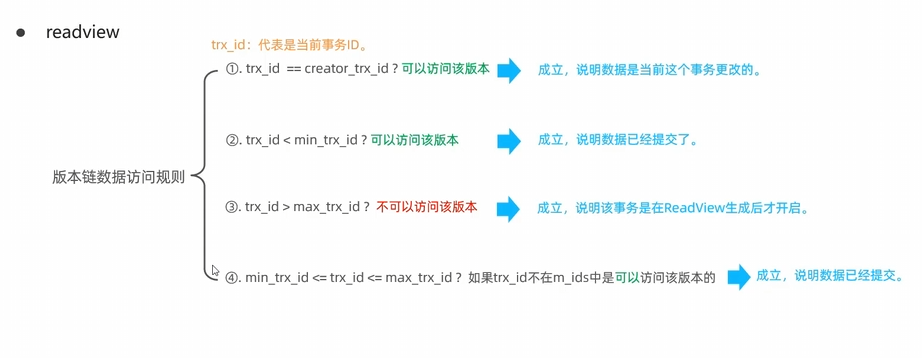 ● readview
trx_id：代表是当前事务ID。
①. trx_id == creator_trx_id ? 可以访问该版本 成立，说明数据是当前这个事务更改的。
②. trx_id < min_trx_id ? 可以访问该版本 成立，说明数据已经提交了。
版本链数据访问规则
③. trx_id > max_trx_id ? 不可以访问该版本 成立，说明该事务是在ReadView生成后才开启。
④. min_trx_id <= trx_id <= max_trx_id ? 如果trx_id不在m_ids中是可以访问该版本的 成立，说明数据已经提交。